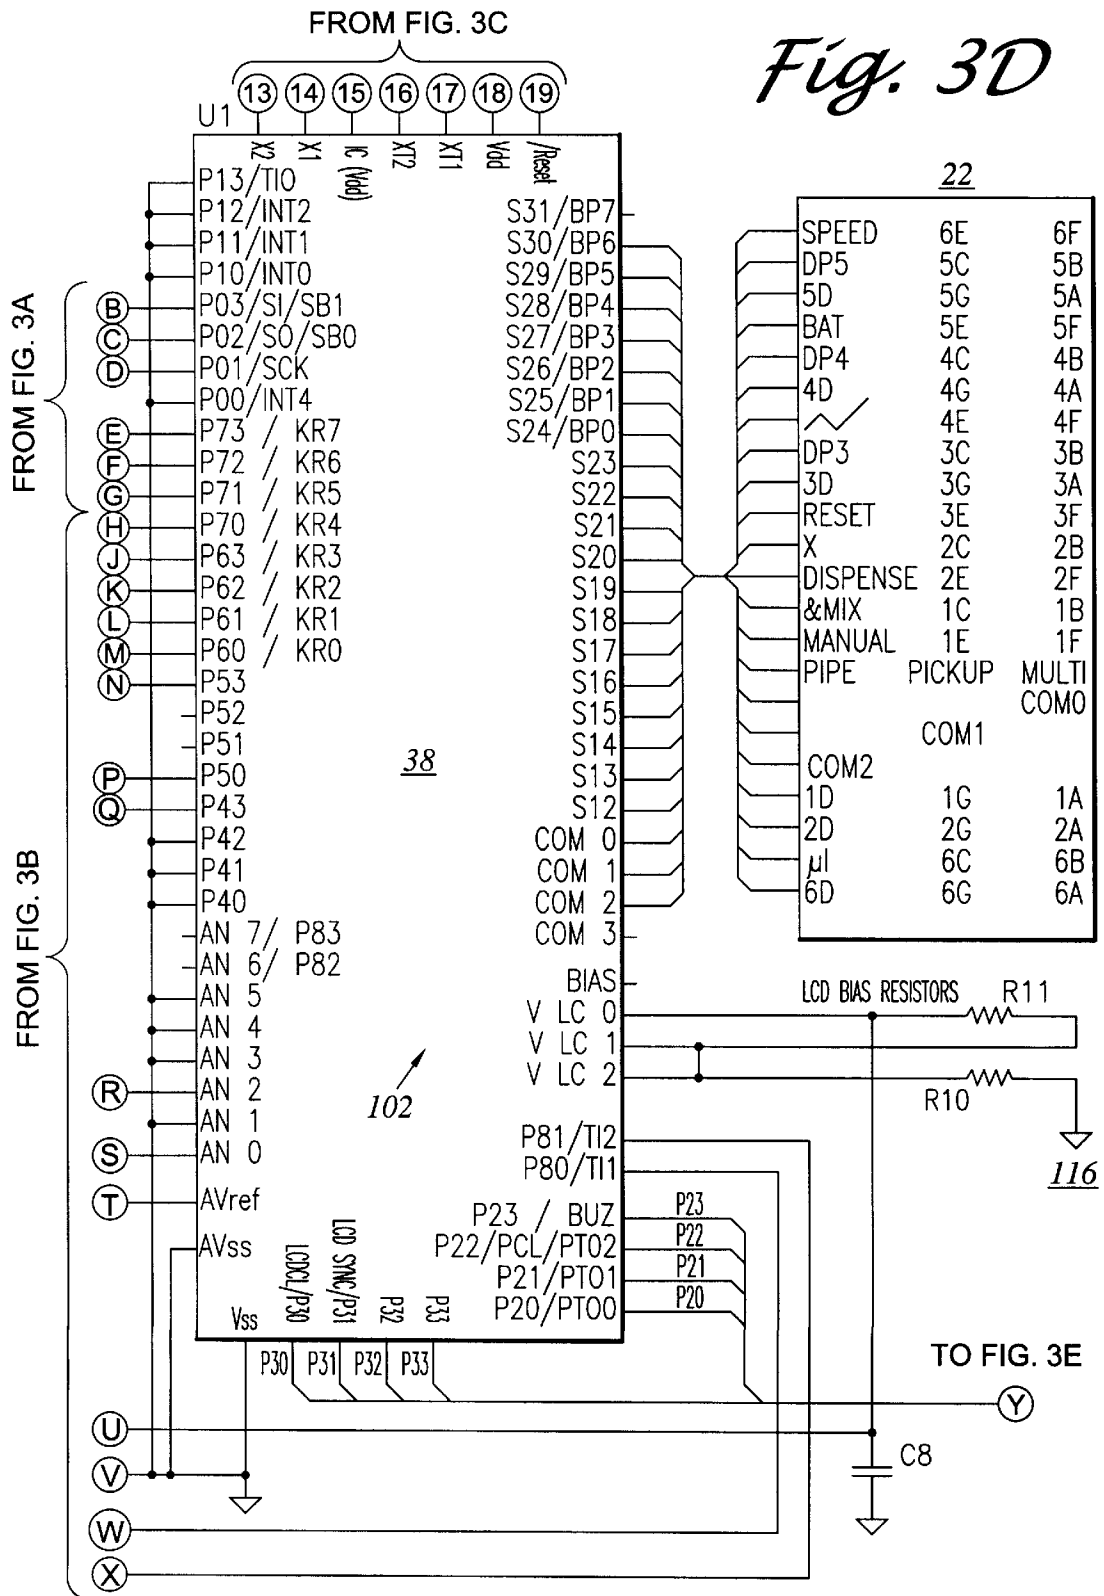 FROM FIG. 3C
Fig. 3D
13 14 15 16 17 18 19
U1
X2 X1 IC (Vdd) XT2 XT1 Vdd /Reset
22
P13/TIO
P12/INT2 S31/BP7
P11/INT1 S30/BP6
P10/INT0 S29/BP5
B P03/SI/SB1 S28/BP4
C P02/SO/SB0 S27/BP3
D P01/SCK S26/BP2
P00/INT4 S25/BP1
E P73 / KR7 S24/BP0
F P72 / KR6 S23
G P71 / KR5 S22
H P70 / KR4 S21
J P63 / KR3 S20
K P62 / KR2 S19
L P61 / KR1 S18
M P60 / KR0 S17
N P53 S16
P52 S15
P51 S14
P P50 S13
Q P43 S12
P42 COM 0
P41 COM 1
P40 COM 2
AN 7/ P83 COM 3
AN 6/ P82
AN 5 BIAS
AN 4 V LC 0
AN 3 V LC 1
R AN 2 V LC 2
AN 1
S AN 0 P81/TI2
P80/TI1
T AVref
P23 / BUZ P23
AVss P22/PCL/PTO2 P22
P21/PTO1 P21
P20/PTO0 P20
FROM FIG. 3A
FROM FIG. 3B
38
102
SPEED 6E 6F
DP5 5C 5B
5D 5G 5A
BAT 5E 5F
DP4 4C 4B
4D 4G 4A
4E 4F
DP3 3C 3B
3D 3G 3A
RESET 3E 3F
X 2C 2B
DISPENSE 2E 2F
&MIX 1C 1B
MANUAL 1E 1F
PIPE PICKUP MULTI
COM0
COM1
COM2
1D 1G 1A
2D 2G 2A
µl 6C 6B
6D 6G 6A
LCD BIAS RESISTORS R11
R10
116
Vss LCDCL/P30 LCD SYNC/P31 P32 P33
P30 P31 P32 P33
TO FIG. 3E
Y
U
C8
V
W
X